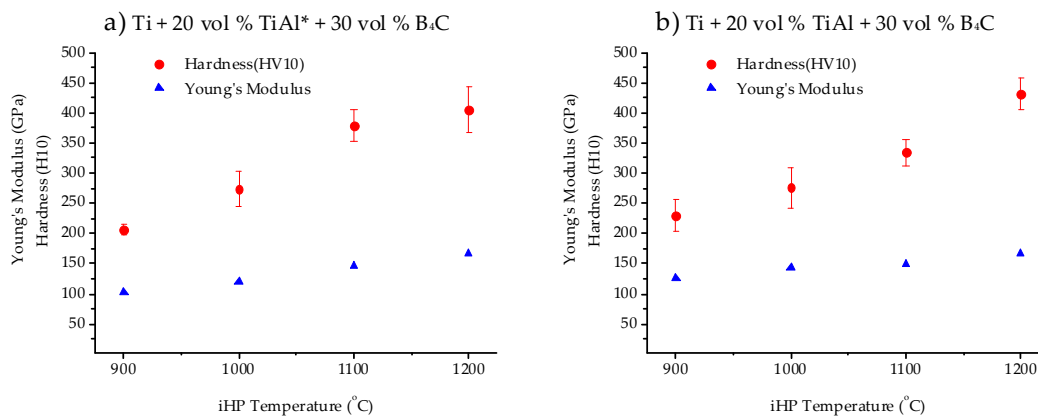 a) Ti + 20 vol % TiAl* + 30 vol % B₄C
500
450
400
350
300
250
200
150
100
50
Hardness(HV10)
Young's Modulus
Young's Modulus (GPa)
Hardness (H10)
900
1000
1100
1200
iHP Temperature (°C)
b) Ti + 20 vol % TiAl + 30 vol % B₄C
500
450
400
350
300
250
200
150
100
50
Hardness(HV10)
Young's Modulus
Young's Modulus (GPa)
Hardness (H10)
900
1000
1100
1200
iHP Temperature (°C)